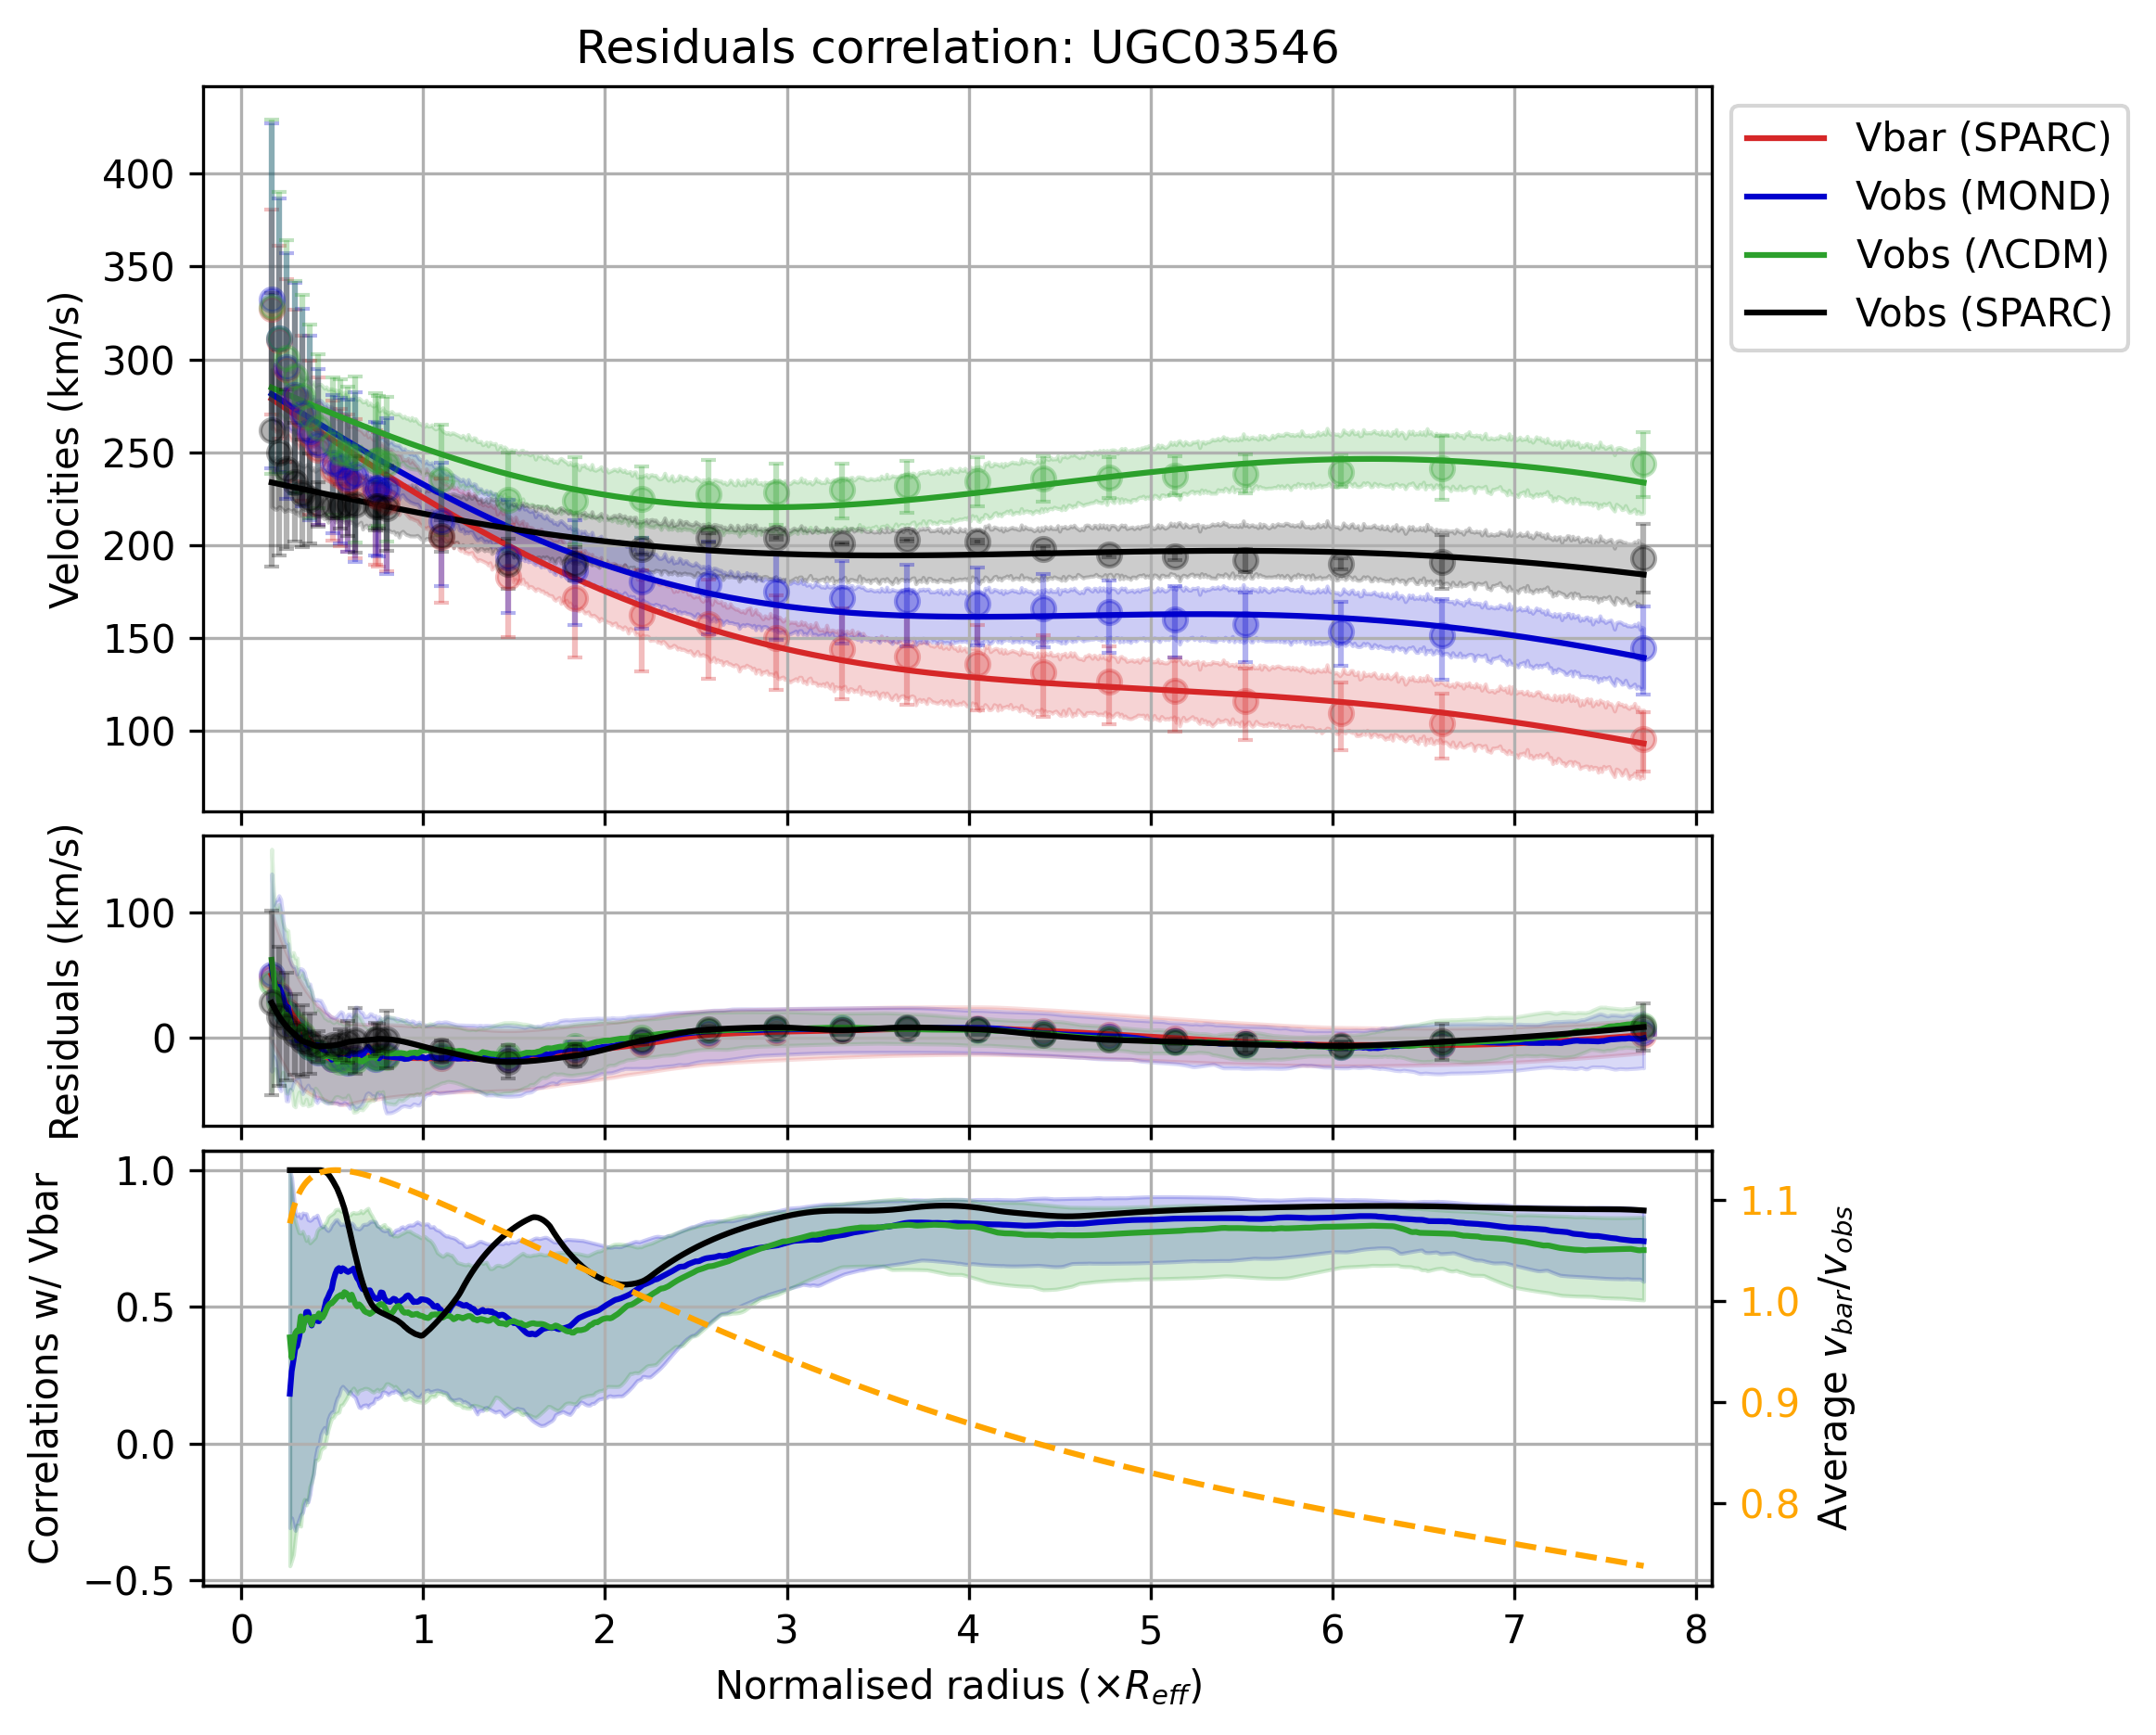 Residuals correlation: UGC03546
Velocities (km/s)
400
350
300
250
200
150
100
Vbar (SPARC)
Vobs (MOND)
Vobs (ΛCDM)
Vobs (SPARC)
Residuals (km/s)
100
0
Correlations w/ Vbar
1.0
0.5
0.0
−0.5
1.1
1.0
0.9
0.8
Average v_bar/v_obs
0 1 2 3 4 5 6 7 8
Normalised radius (×R_eff)